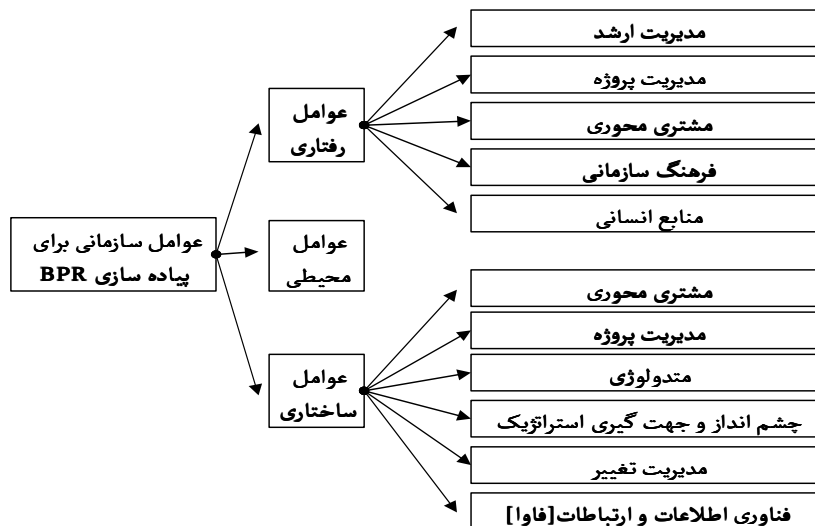 مدیریت ارشد
مدیریت پروژه
مشتری محوری
فرهنگ سازمانی
منابع انسانی
عوامل
رفتاری
عوامل سازمانی برای
پیاده سازی BPR
عوامل
محیطی
عوامل
ساختاری
مشتری محوری
مدیریت پروژه
متدولوژی
چشم انداز و جهت گیری استراتژیک
مدیریت تغییر
فناوری اطلاعات و ارتباطات[فاوا]